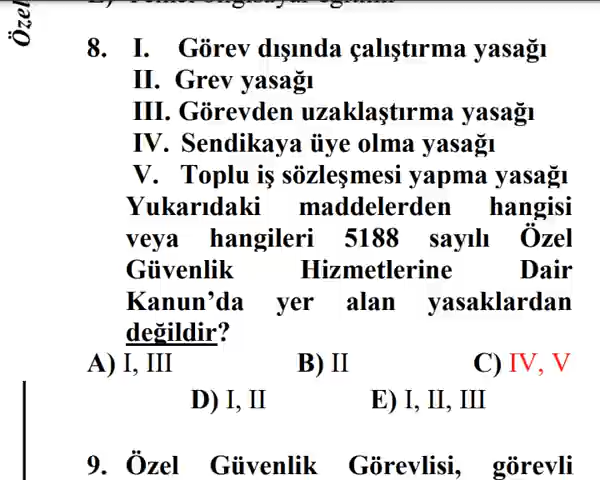 Özel
8. I. Görev dışında çalıştırma yasağı
II. Grev yasağı
III. Görevden uzaklaştırma yasağı
IV. Sendikaya üye olma yasağı
V. Toplu iş sözleşmesi yapma yasağı
Yukarıdaki maddelerden hangisi
veya hangileri 5188 sayılı Özel
Güvenlik Hizmetlerine Dair
Kanun’da yer alan yasaklardan
değildir?
A) I, III B) II C) IV, V
D) I, II E) I, II, III
9. Özel Güvenlik Görevlisi, görevli